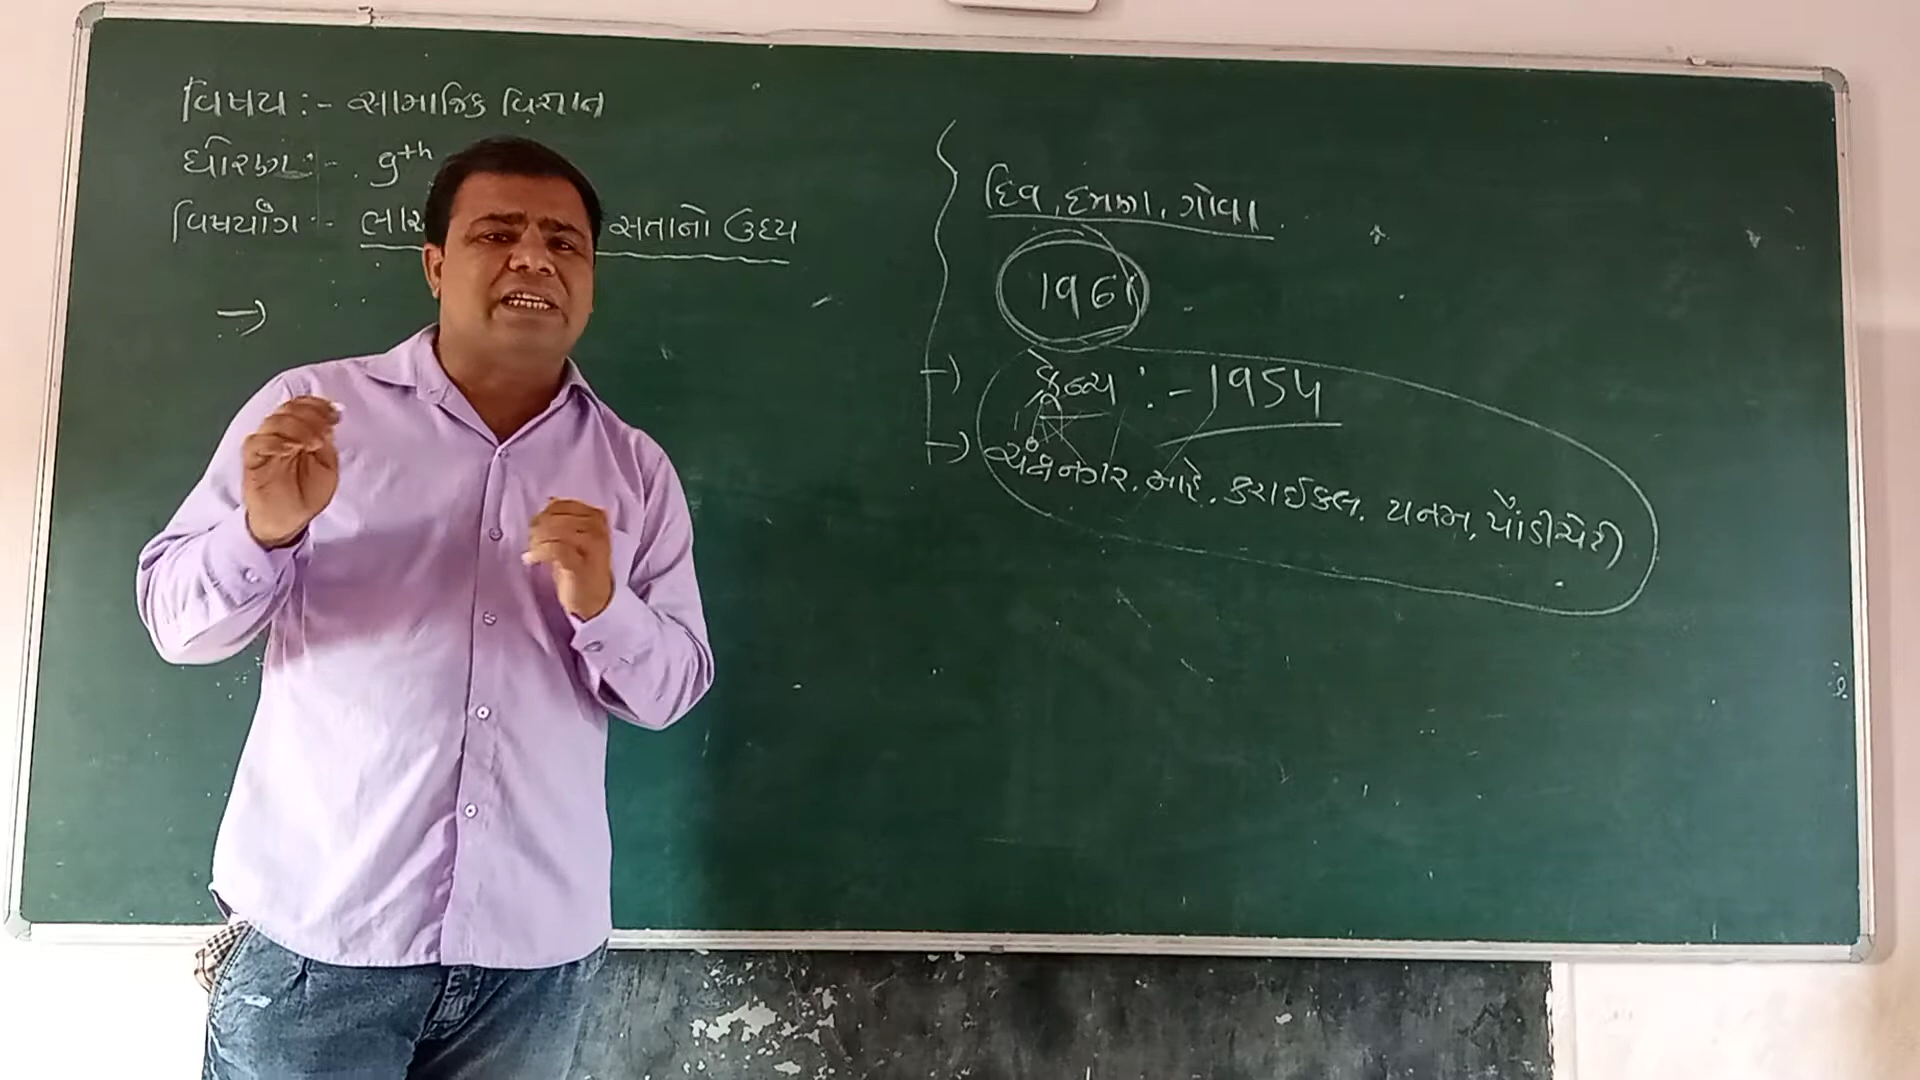 વિષય :- સામાજિક વિજ્ઞાન
ધોરણ :- 9th
વિષયાંગ :- ભાર સતાનો ઉદય
દિવ, દમણ, ગોવા
1961
ફ્રેન્ચ :- 1954
ચંદ્રનગર, માહે, કરાઈકલ, યનમ, પોંડીચેરી